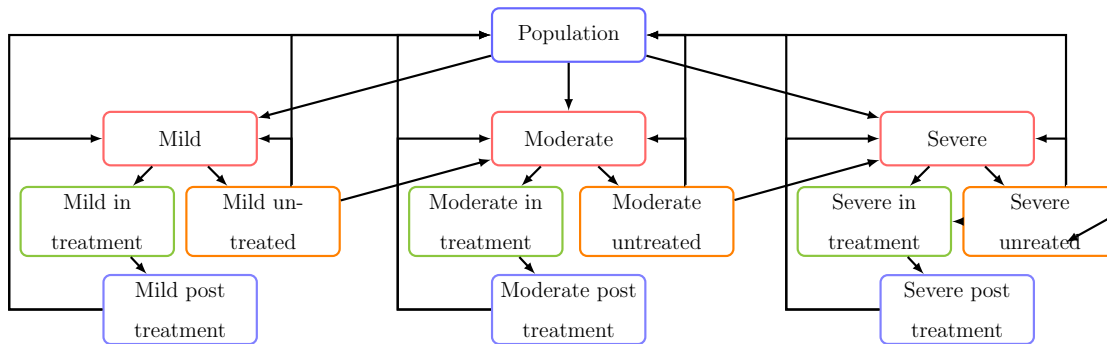 Population
Mild
Moderate
Severe
Mild in
treatment
Mild un-
treated
Moderate in
treatment
Moderate
untreated
Severe in
treatment
Severe
unreated
Mild post
treatment
Moderate post
treatment
Severe post
treatment